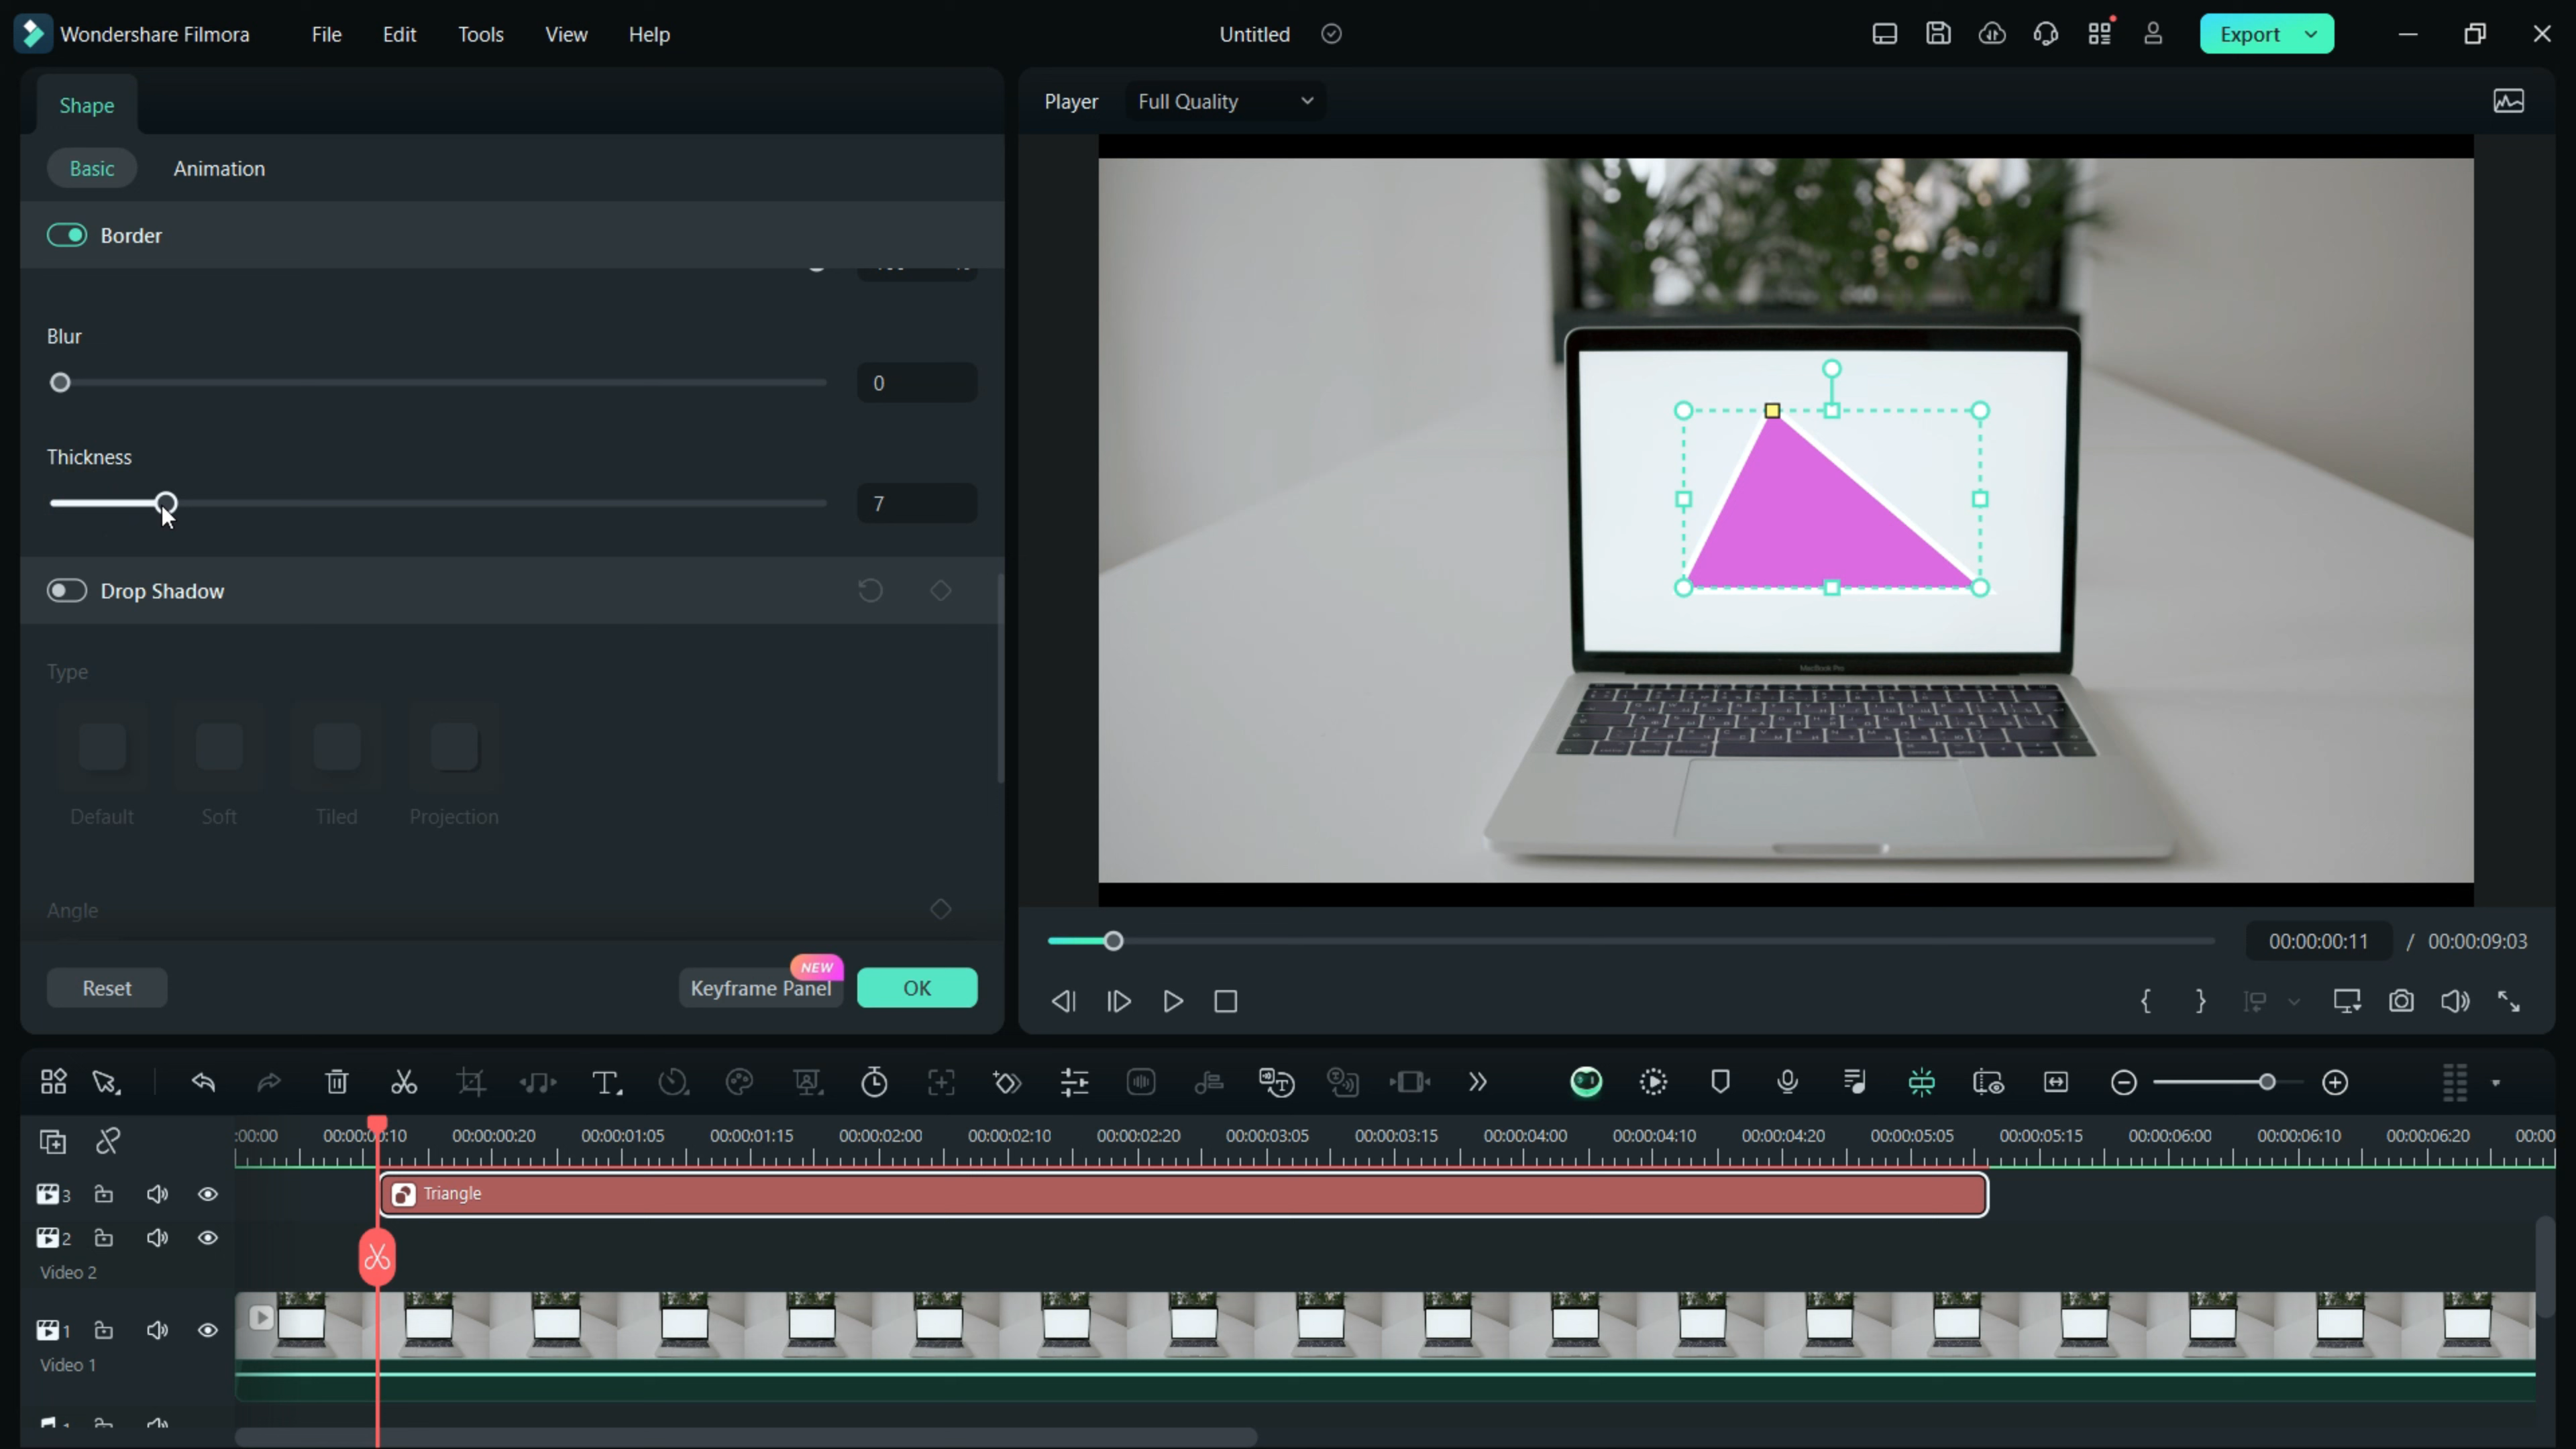 Wondershare Filmora
File
Edit
Tools
View
Help
Untitled
Export
Shape
Basic
Animation
Border
Blur
0
Thickness
7
Drop Shadow
Type
Default
Soft
Tiled
Projection
Angle
Reset
NEW
Keyframe Panel
OK
Player
Full Quality
MacBook Pro
00:00:00:11 / 00:00:09:03
:00:00
00:00:00:10
00:00:00:20
00:00:01:05
00:00:01:15
00:00:02:00
00:00:02:10
00:00:02:20
00:00:03:05
00:00:03:15
00:00:04:00
00:00:04:10
00:00:04:20
00:00:05:05
00:00:05:15
00:00:06:00
00:00:06:10
00:00:06:20
00:00
3
Triangle
2
Video 2
1
Video 1